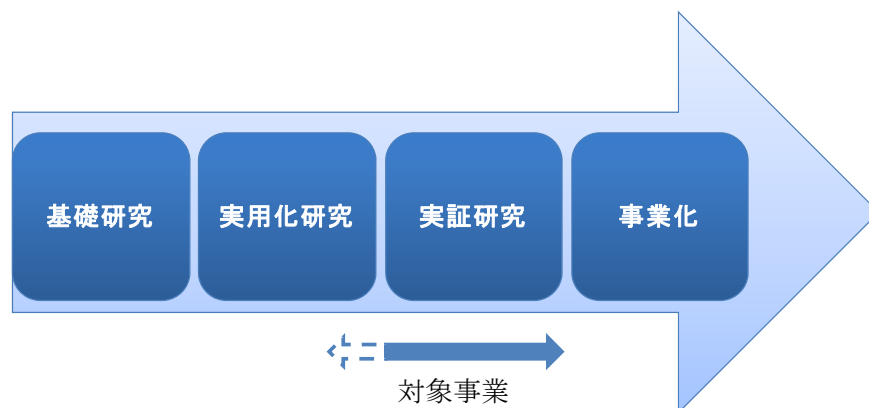 基礎研究
実用化研究
実証研究
事業化
対象事業